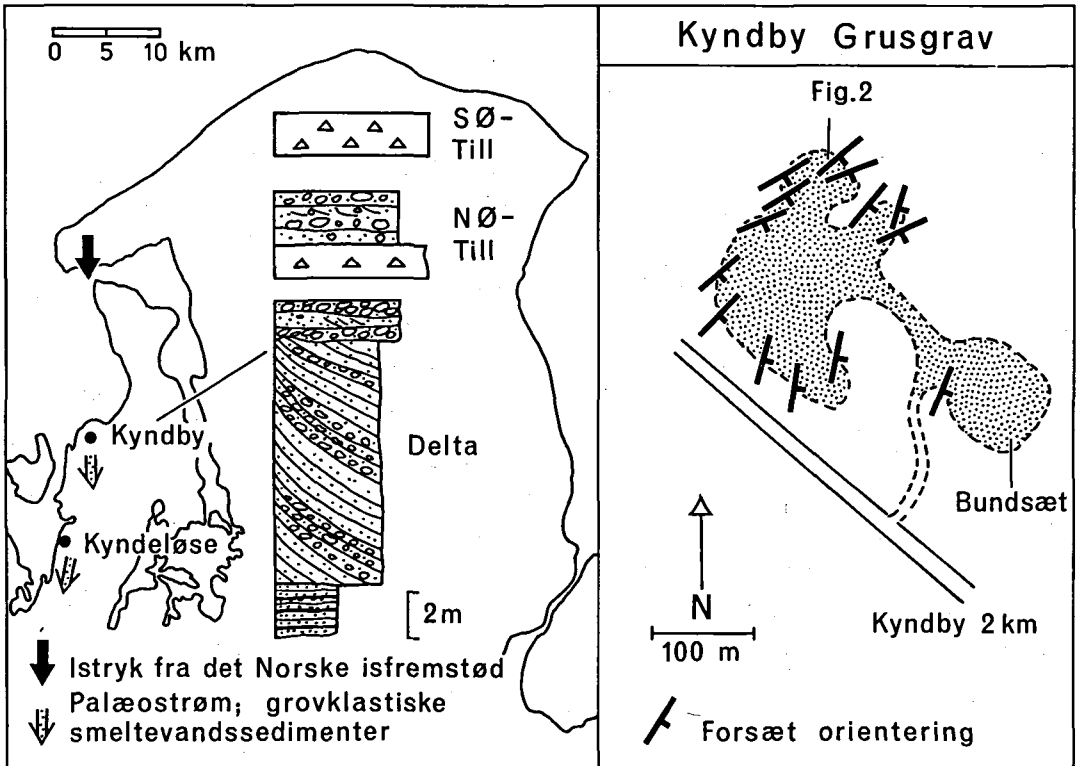 0 5 10 km
SØ-
Till
NØ-
Till
Kyndby
Delta
Kyndeløse
2m
Istryk fra det Norske isfremstød
Palæostrøm; grovklastiske
smeltevandssedimenter
Kyndby Grusgrav
Fig.2
Bundsæt
N
Kyndby 2 km
100 m
Forsæt orientering